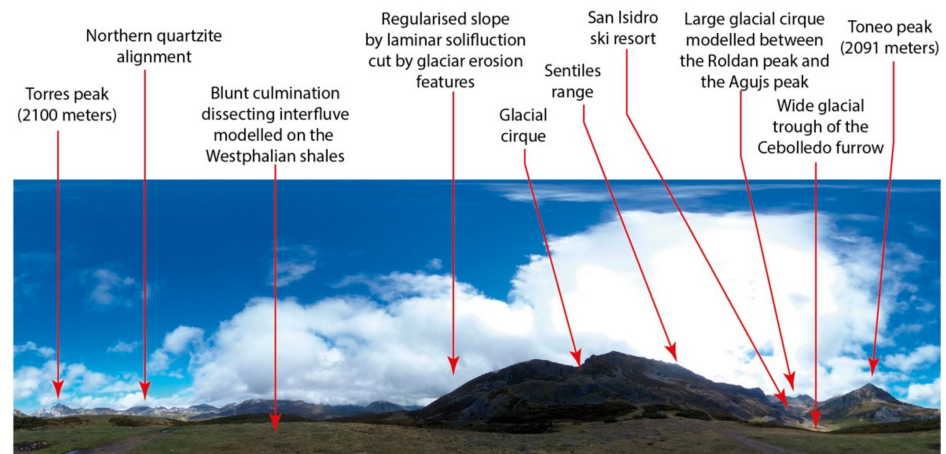 Torres peak
(2100 meters)
Northern quartzite
alignment
Blunt culmination
dissecting interfluve
modelled on the
Westphalian shales
Regularised slope
by laminar solifluction
cut by glaciar erosion
features
Glacial
cirque
Sentiles
range
San Isidro
ski resort
Large glacial cirque
modelled between
the Roldan peak and
the Agujs peak
Wide glacial
trough of the
Cebolledo furrow
Toneo peak
(2091 meters)